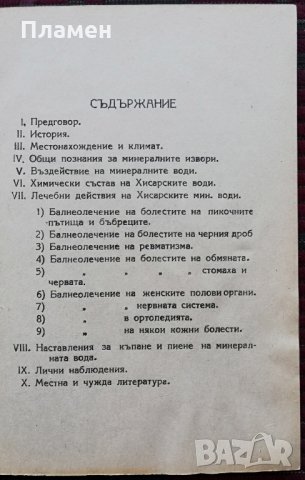 Пламен
СЪДЪРЖАНИЕ
I. Предговор.
II. История.
III. Местонахождение и климат.
IV. Общи познания за минералните извори.
V. Въздействие на минералните води.
VI. Химически състав на Хисарските води.
VII. Лечебни действия на Хисарските мин. води.
1) Балнеолечение на болестите на пикочните
пътища и бъбреците.
2) Балнеолечение на болестите на черния дроб
3) Балнеолечение на ревматизма.
4) Балнеолечение на болестите на обмяната.
5) „ „ „ „ стомаха и
червата.
6) Балнеолечение на женските полови органи.
7) „ „ нервната система.
8) „ в ортопедията,
9) „ на някои кожни болести.
VIII. Наставления за къпане и пиене на минерал-
ната вода.
IX. Лични наблюдения.
X. Местна и чужда литература.
BAZAR
bg